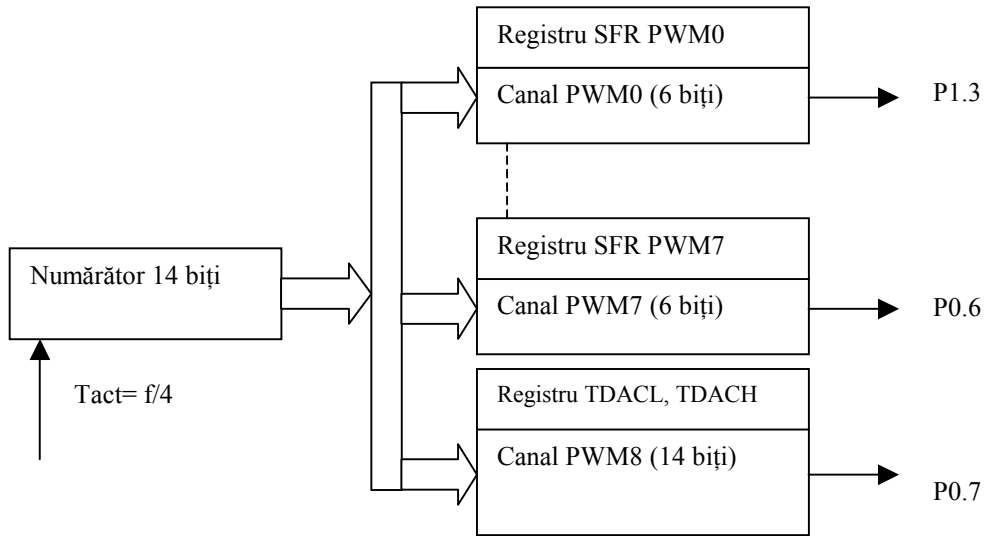 Registru SFR PWM0
Canal PWM0 (6 biți)
P1.3
Registru SFR PWM7
Numărător 14 biți
Canal PWM7 (6 biți)
P0.6
Tact= f/4
Registru TDACL, TDACH
Canal PWM8 (14 biți)
P0.7